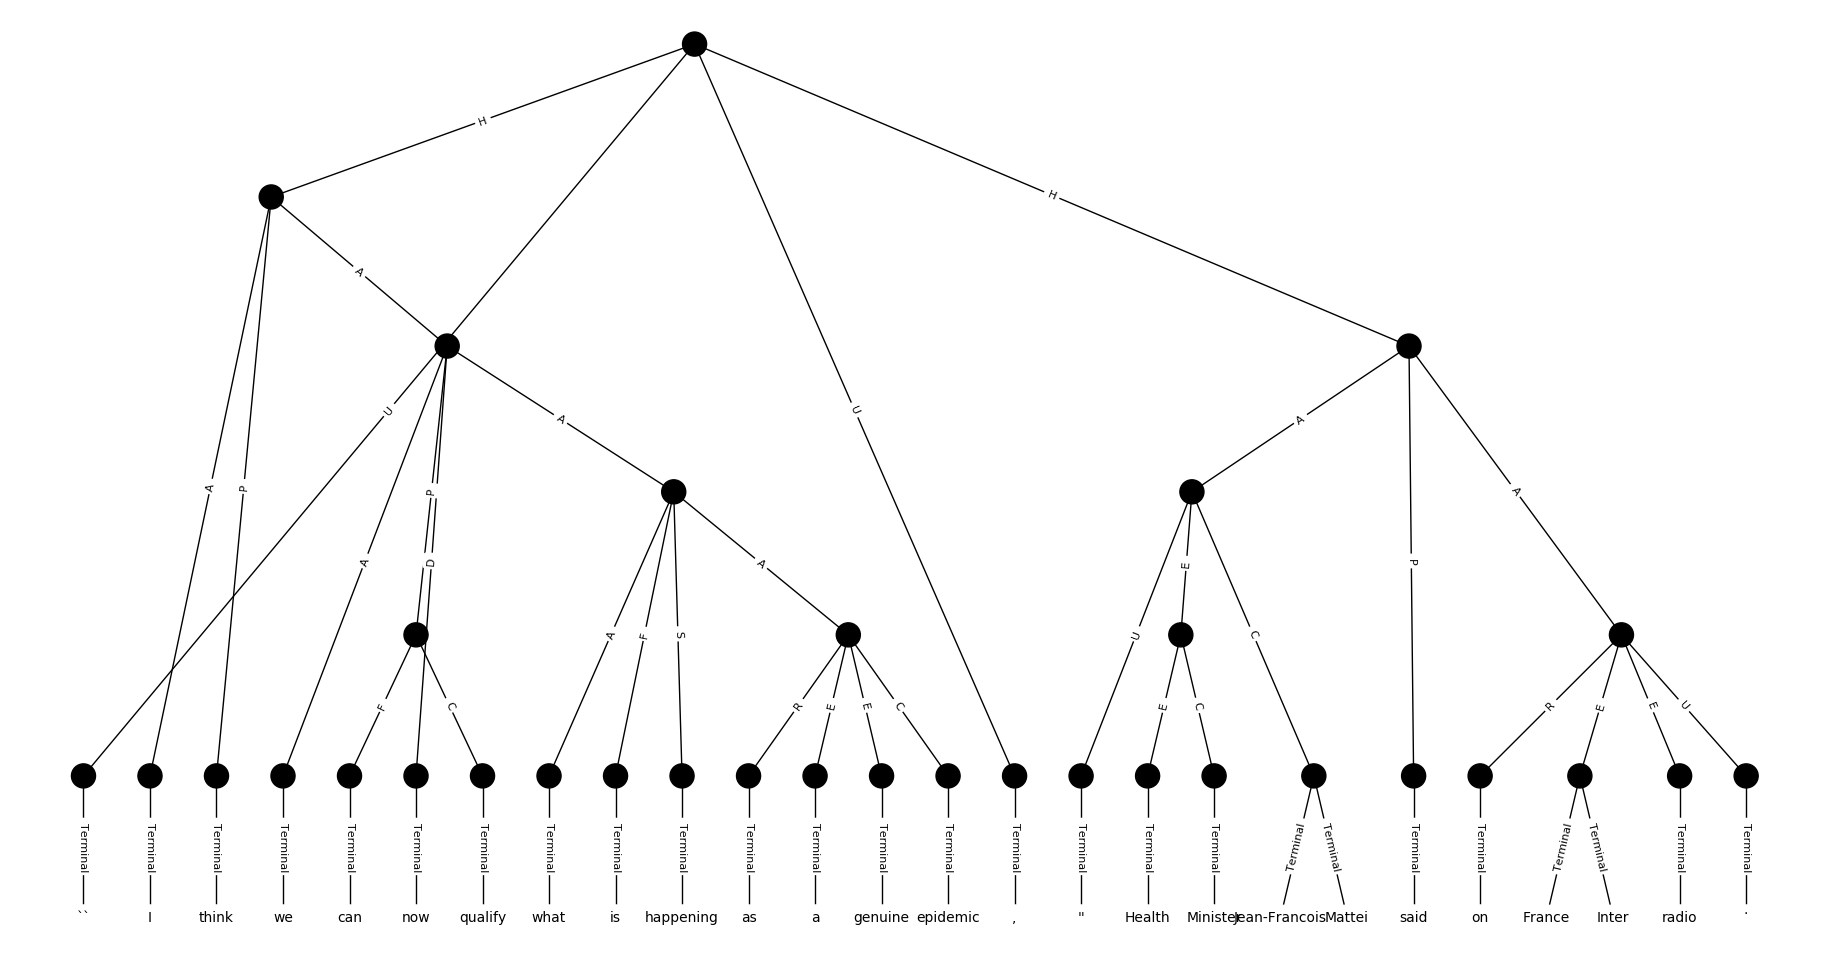 H
H
A
U
U
A
A
A
A
P
P
A
A
P
D
P
A
E
A
F
S
U
C
F
C
R
E
E
C
E
C
R
E
E
U
Terminal Terminal Terminal Terminal Terminal Terminal Terminal Terminal Terminal Terminal Terminal Terminal Terminal Terminal Terminal Terminal Terminal Terminal Terminal Terminal Terminal Terminal Terminal Terminal Terminal Terminal
`` I think we can now qualify what is happening as a genuine epidemic , " Health Minister Jean-Francois Mattei said on France Inter radio .